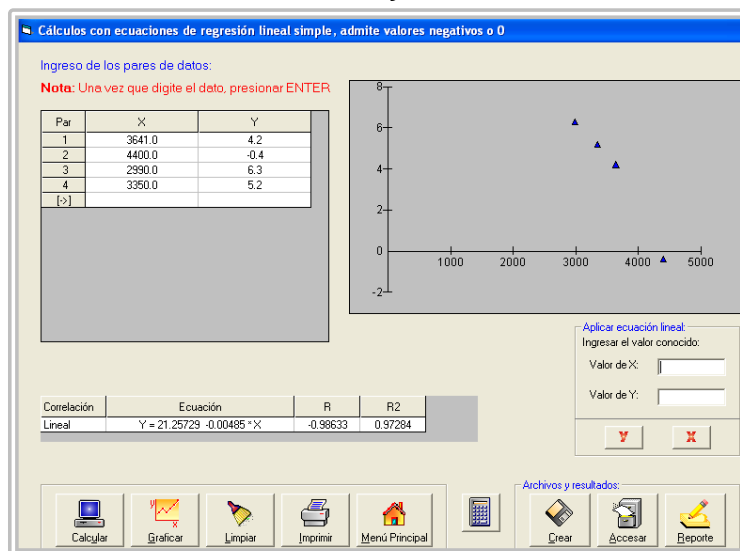 Cálculos con ecuaciones de regresión lineal simple, admite valores negativos o 0
Ingreso de los pares de datos:
Nota: Una vez que digite el dato, presionar ENTER
Par X Y
1 3641.0 4.2
2 4400.0 -0.4
3 2990.0 6.3
4 3350.0 5.2
[->]
8
6
4
2
0
-2
1000 2000 3000 4000 5000
Aplicar ecuación lineal:
Ingresar el valor conocido:
Valor de X:
Valor de Y:
Y X
Correlación Ecuación R R2
Lineal Y = 21.25729 -0.00485 * X -0.98633 0.97284
Archivos y resultados:
Calcular Graficar Limpiar Imprimir Menú Principal Crear Accesar Reporte